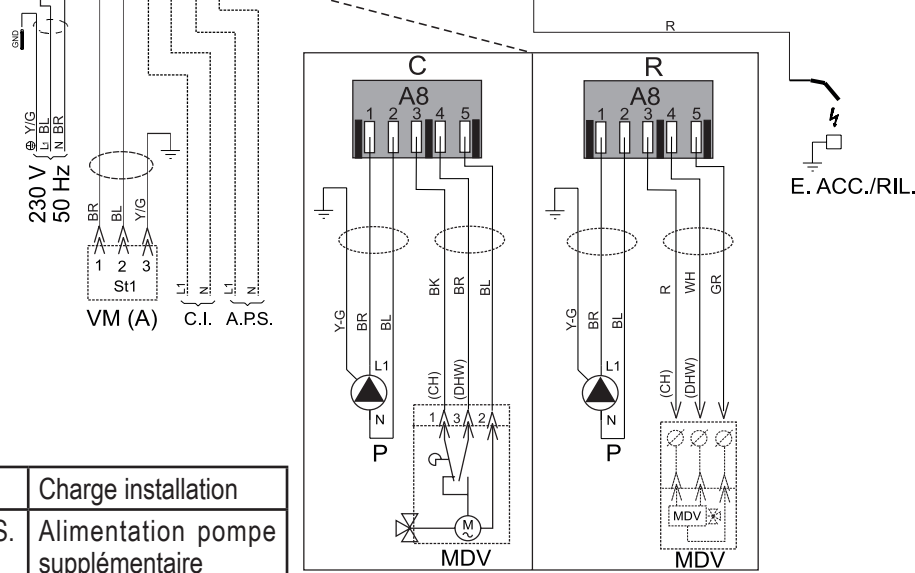 R
GND
⊕ Y/G
L1 BL
N BR
230 V
50 Hz
BR
BL
Y/G
1 2 3
St1
VM (A)
L1
N
C.I.
L1
N
A.P.S.
C
A8
1 2 3 4 5
Y-G
BR
BL
BK
BR
BL
L1
N
P
(CH)
(DHW)
1 3 2
M
~
MDV
R
A8
1 2 3 4 5
Y-G
BR
BL
R
WH
GR
L1
N
P
(CH)
(DHW)
MDV
MDV
E. ACC./RIL.
Charge installation
S.
Alimentation pompe
supplémentaire